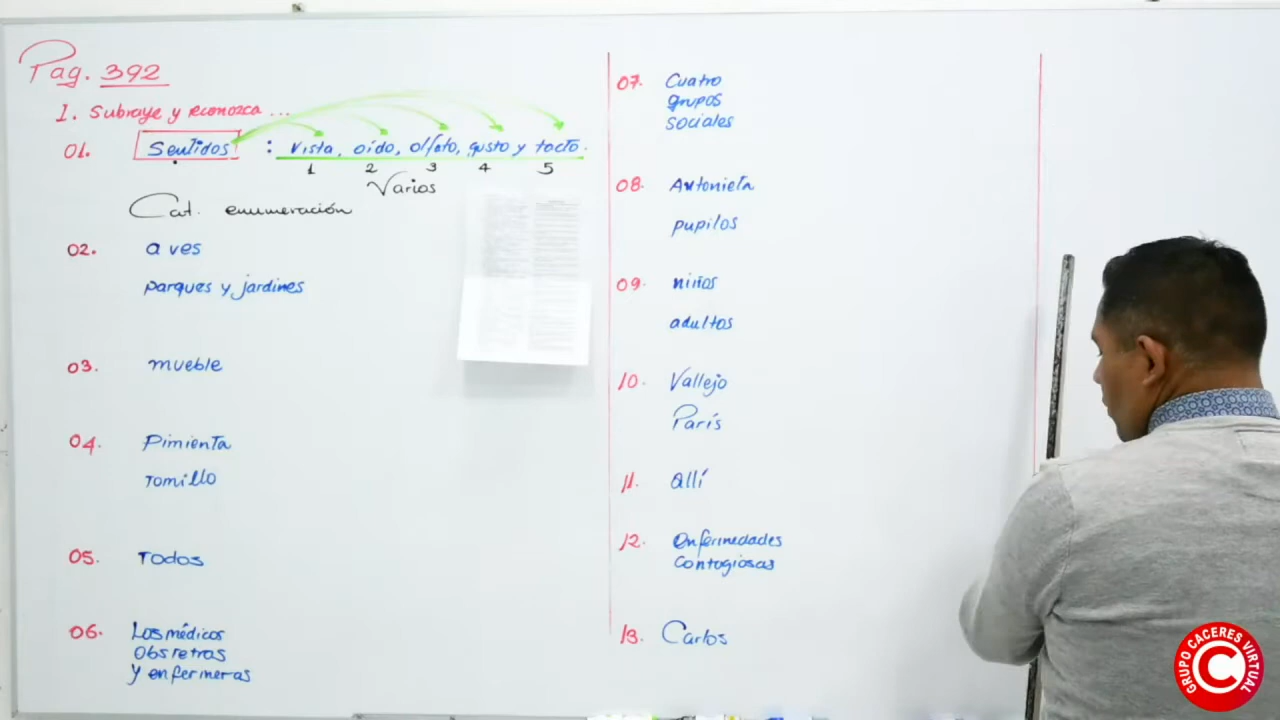 Pag. 392
I. Subraye y reconozca ...
01. Sentidos : vista, oído, olfato, gusto y tacto.
1 2 3 4 5
Varios
Cat. enumeración
02. aves
parques y jardines
03. mueble
04. Pimienta
Tomillo
05. Todos
06. Los médicos
Obstetras
y enfermeras
07. Cuatro
grupos
sociales
08. Antonieta
pupilos
09. niños
adultos
10. Vallejo
París
11. allí
12. Enfermedades
Contagiosas
13. Carlos
GRUPO CACERES VIRTUAL
C